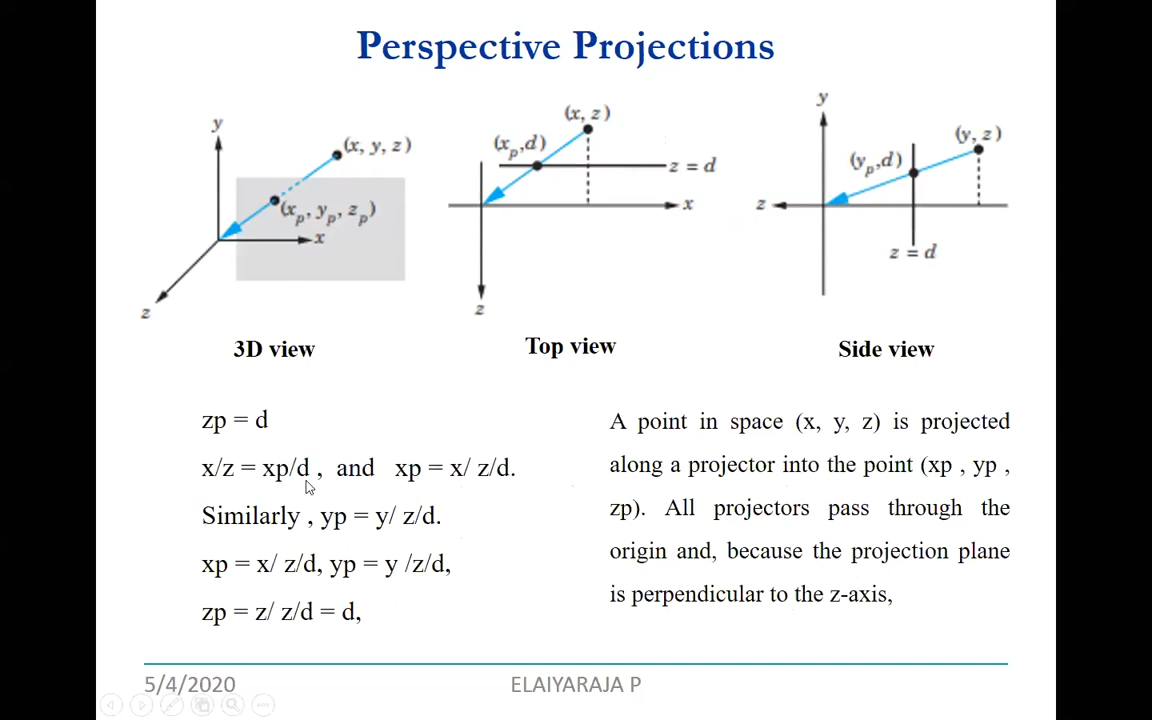 Perspective Projections
y
(x, y, z)
(xp, yp, zp)
x
z
3D view
(x, z)
(xp,d)
z = d
x
z
Top view
y
(y, z)
(yp,d)
z
z = d
Side view
zp = d
x/z = xp/d , and xp = x/ z/d.
Similarly , yp = y/ z/d.
xp = x/ z/d, yp = y /z/d,
zp = z/ z/d = d,
A point in space (x, y, z) is projected
along a projector into the point (xp , yp ,
zp). All projectors pass through the
origin and, because the projection plane
is perpendicular to the z-axis,
5/4/2020
ELAIYARAJA P